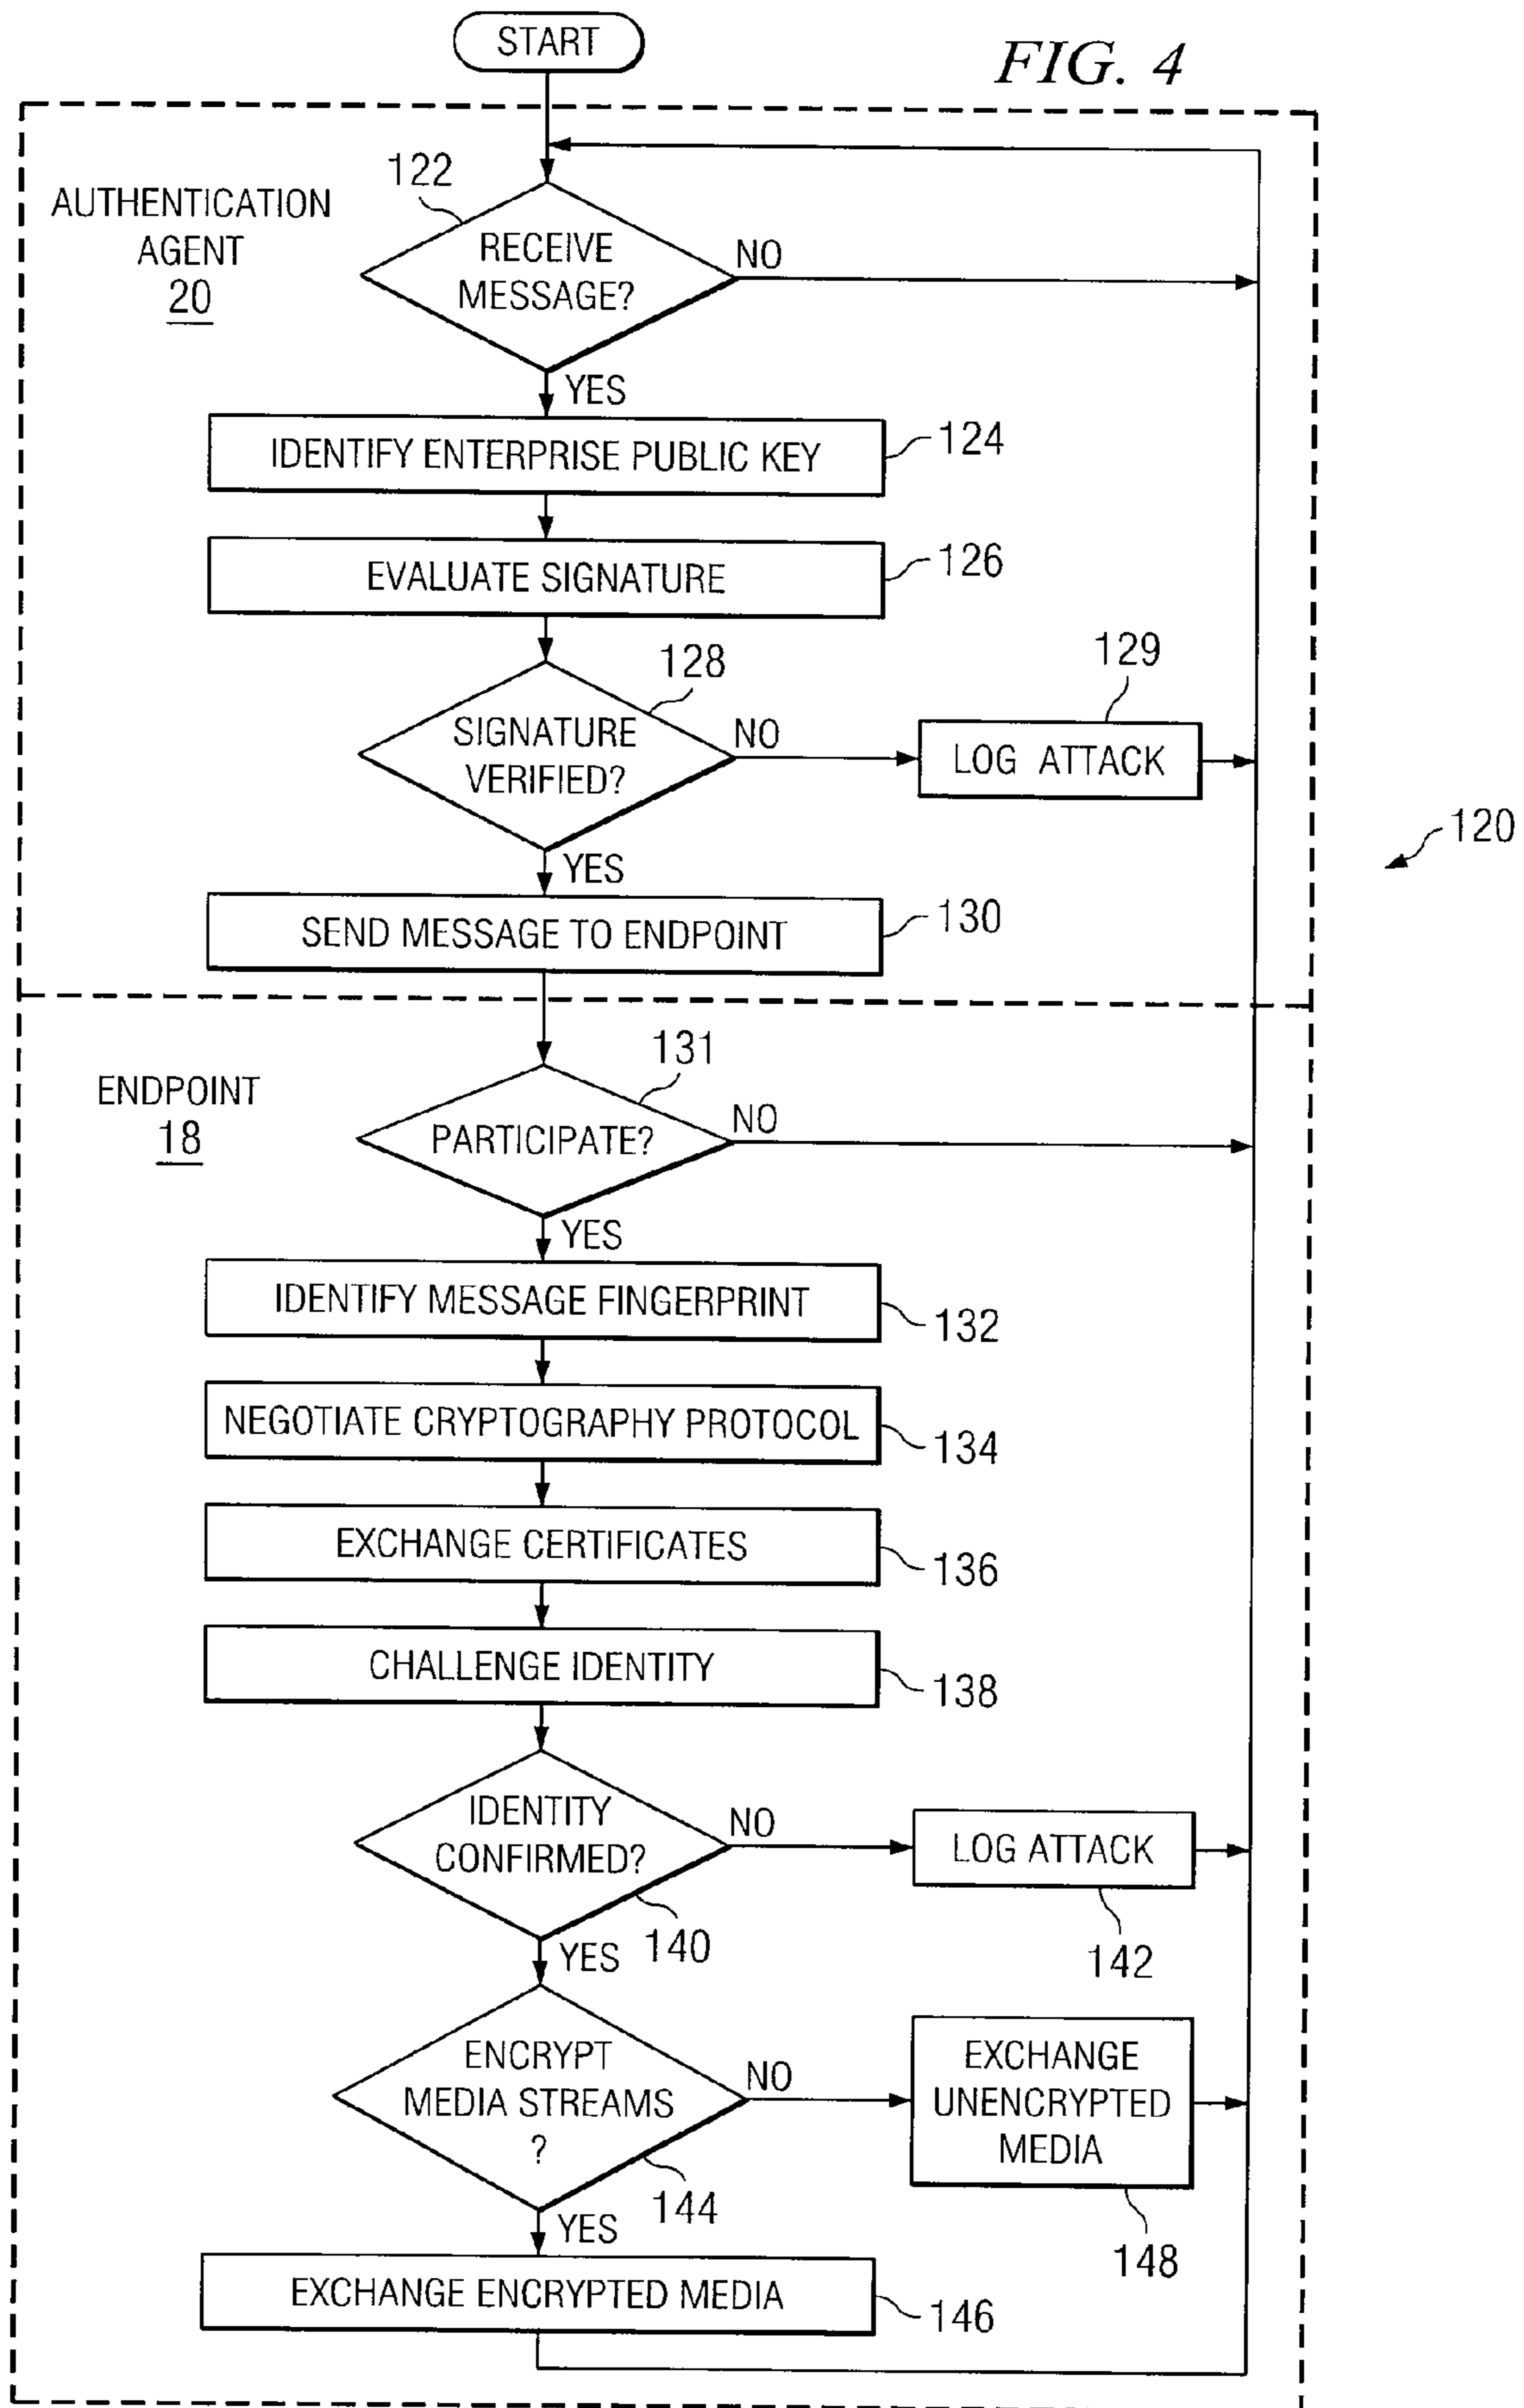 START
FIG. 4
AUTHENTICATION
AGENT
20
122
RECEIVE
MESSAGE?
NO
YES
IDENTIFY ENTERPRISE PUBLIC KEY
124
EVALUATE SIGNATURE
126
128
SIGNATURE
VERIFIED?
NO
129
LOG ATTACK
YES
120
SEND MESSAGE TO ENDPOINT
130
ENDPOINT
18
131
PARTICIPATE?
NO
YES
IDENTIFY MESSAGE FINGERPRINT
132
NEGOTIATE CRYPTOGRAPHY PROTOCOL
134
EXCHANGE CERTIFICATES
136
CHALLENGE IDENTITY
138
IDENTITY
CONFIRMED?
NO
LOG ATTACK
140
142
YES
ENCRYPT
MEDIA STREAMS
?
NO
EXCHANGE
UNENCRYPTED
MEDIA
144
148
YES
EXCHANGE ENCRYPTED MEDIA
146